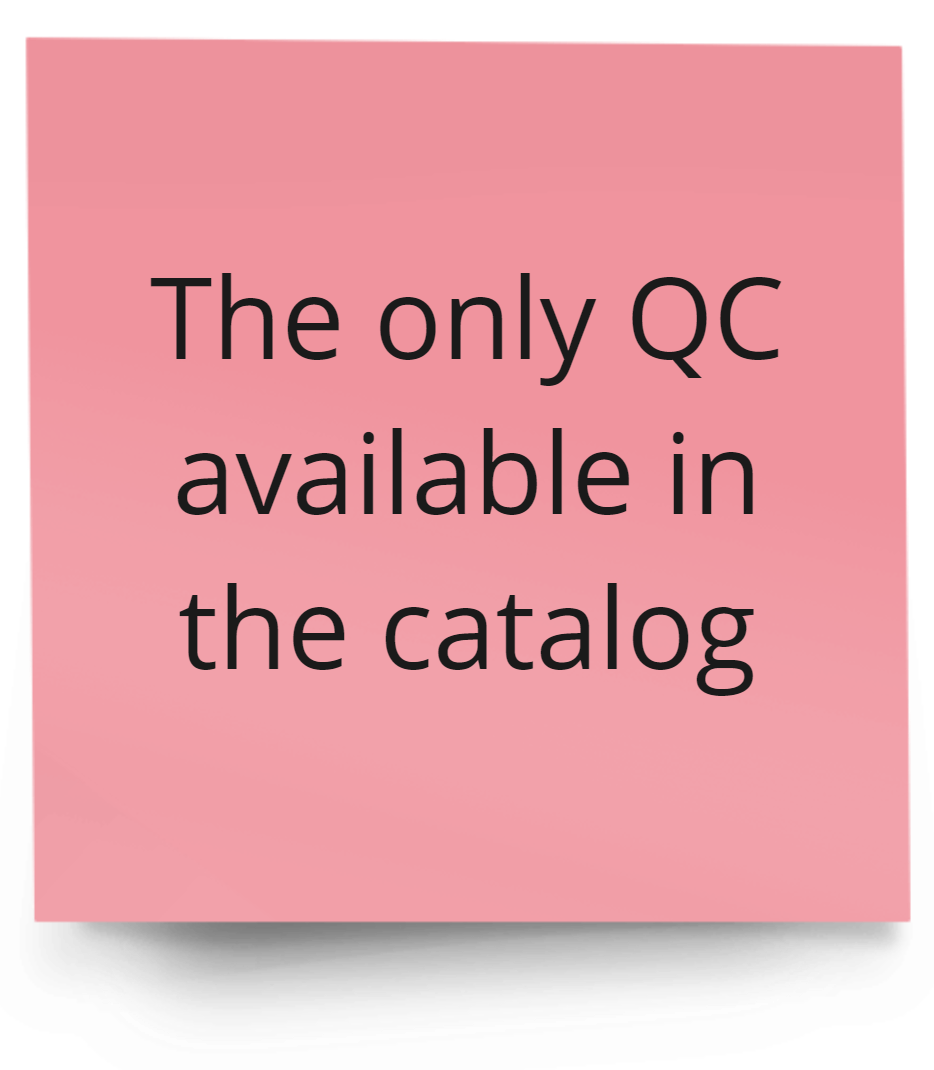 The only QC
available in
the catalog